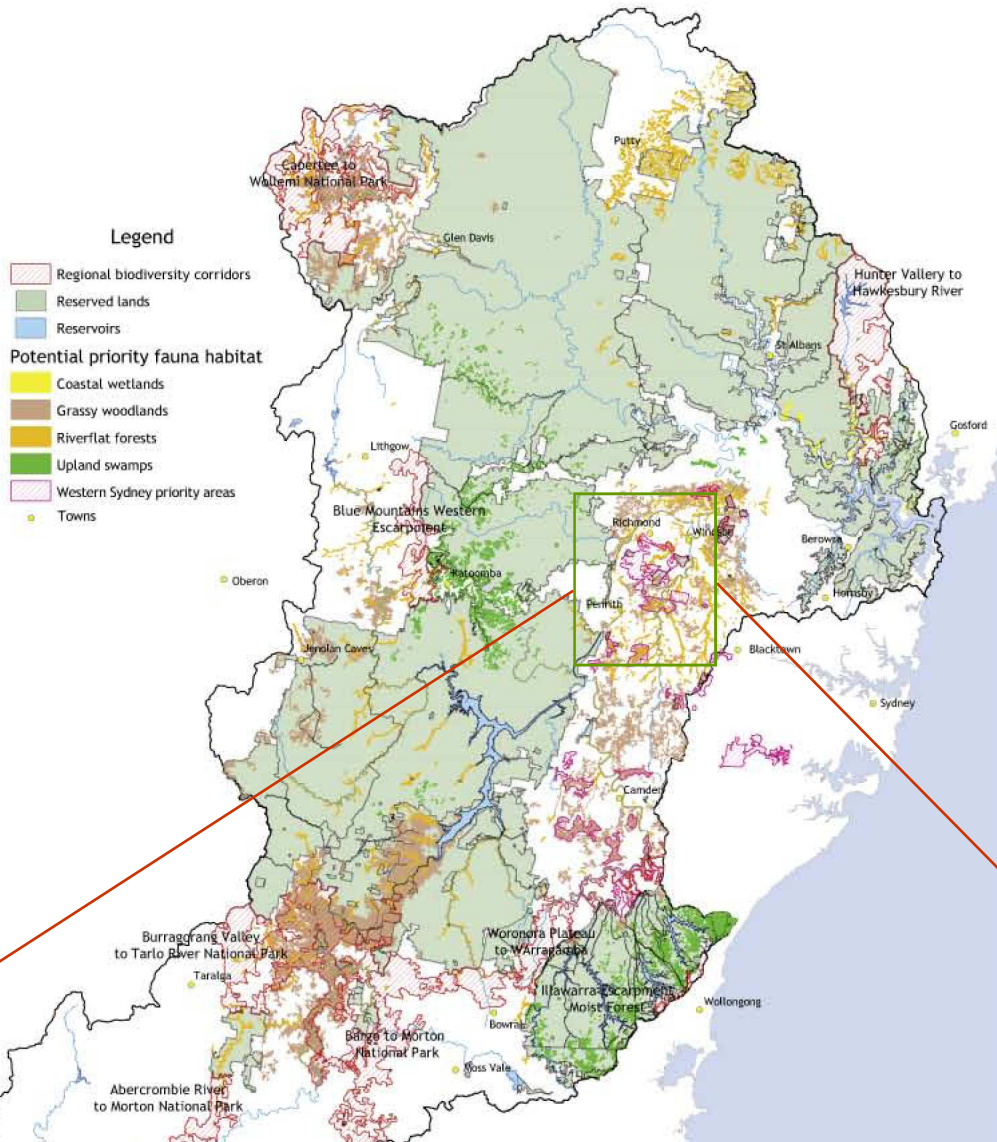 Putty
Capertee to
Wollemi National Park
Legend
Glen Davis
Regional biodiversity corridors
Hunter Vallery to
Hawkesbury River
Reserved lands
Reservoirs
St Albans
Potential priority fauna habitat
Coastal wetlands
Grassy woodlands
Riverflat forests
Upland swamps
Western Sydney priority areas
Towns
Lithgow
Gosford
Blue Mountains Western
Escarpment
Richmond
Windsor
Berowra
Katoomba
Oberon
Hornsby
Penrith
Jenolan Caves
Blacktown
Sydney
Camden
Burragorang Valley
to Tarlo River National Park
Woronora Plateau
to WArragamba
Taralga
Illawarra Escarpment
Moist Forest
Wollongong
Bowral
Bargo to Morton
National Park
Moss Vale
Abercrombie River
to Morton National Park